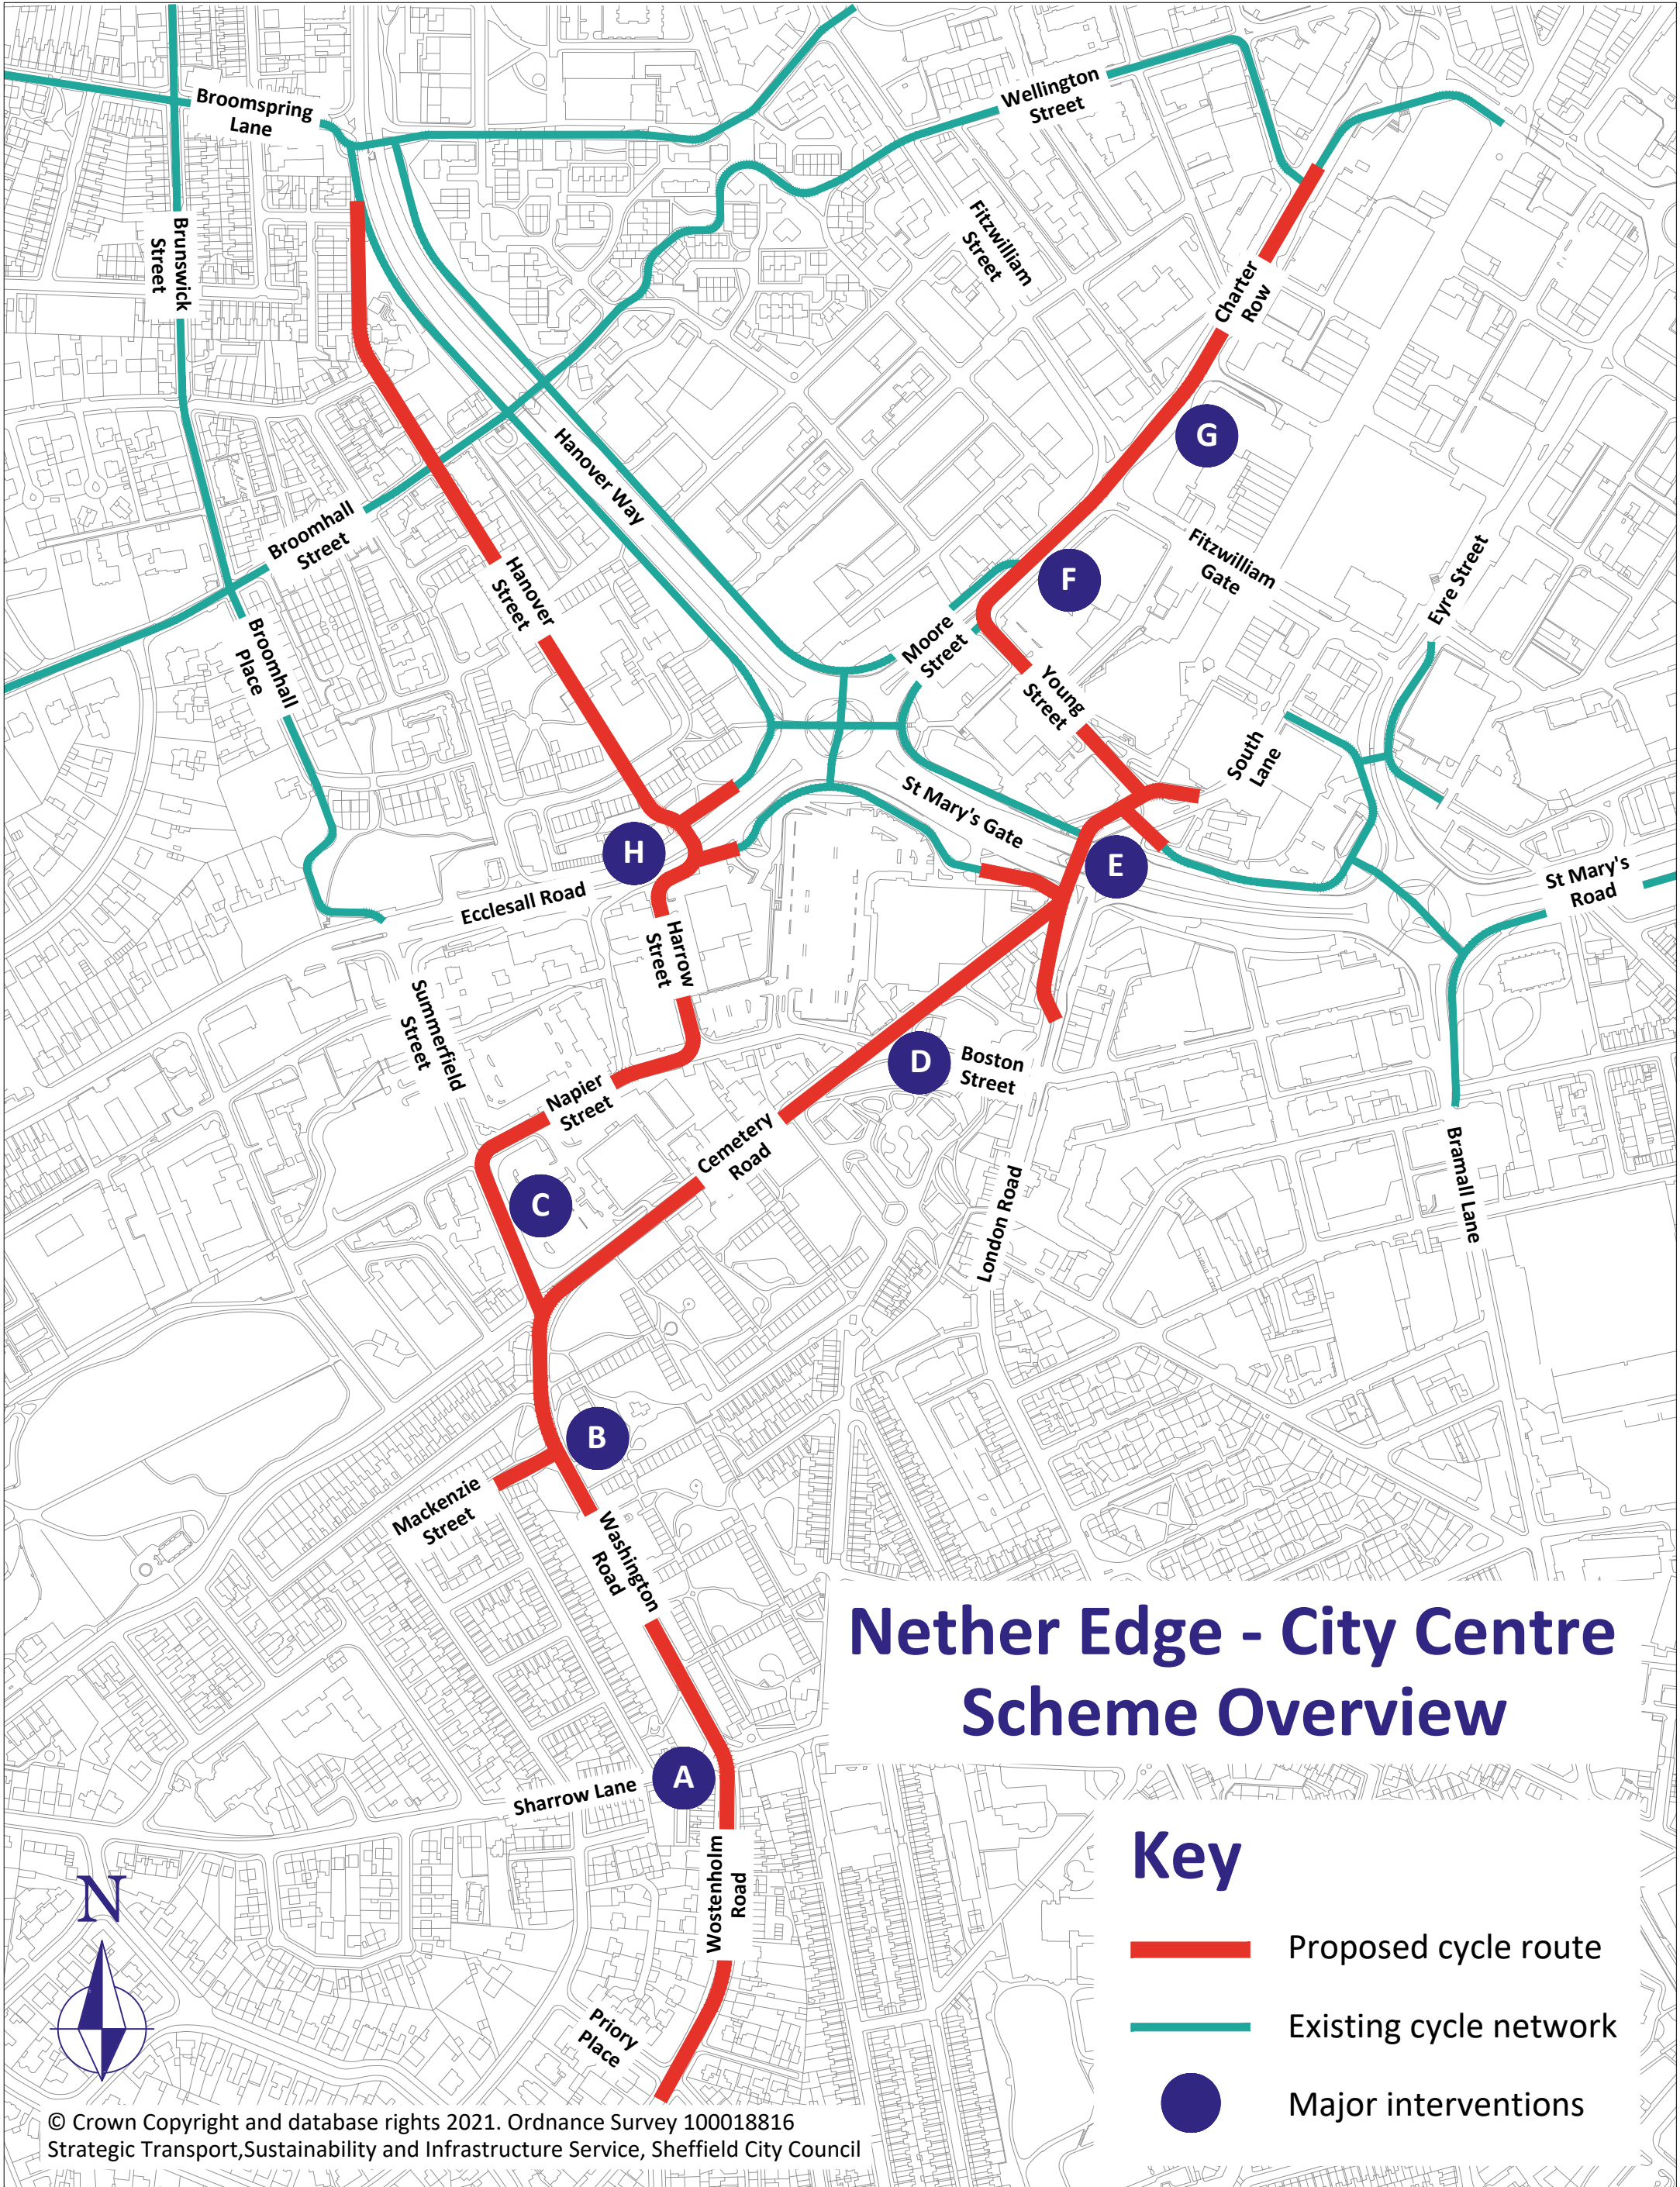 Broomspring
Lane
Wellington
Street
Brunswick
Street
Fitzwilliam
Street
Charter
Row
G
Hanover Way
Broomhall
Street
Hanover
Street
F
Fitzwilliam
Gate
Eyre Street
Broomhall
Place
Moore
Street
Young
Street
South
Lane
St Mary's Gate
H
E
Ecclesall Road
St Mary's
Road
Harrow
Street
Summerfield
Street
D
Boston
Street
Napier
Street
Cemetery
Road
C
London Road
Bramall Lane
B
Mackenzie
Street
Washington
Road
Nether Edge - City Centre
Scheme Overview
A
Sharrow Lane
Wostenholm
Road
Key
N
Proposed cycle route
Existing cycle network
Major interventions
Priory
Place
© Crown Copyright and database rights 2021. Ordnance Survey 100018816
Strategic Transport,Sustainability and Infrastructure Service, Sheffield City Council